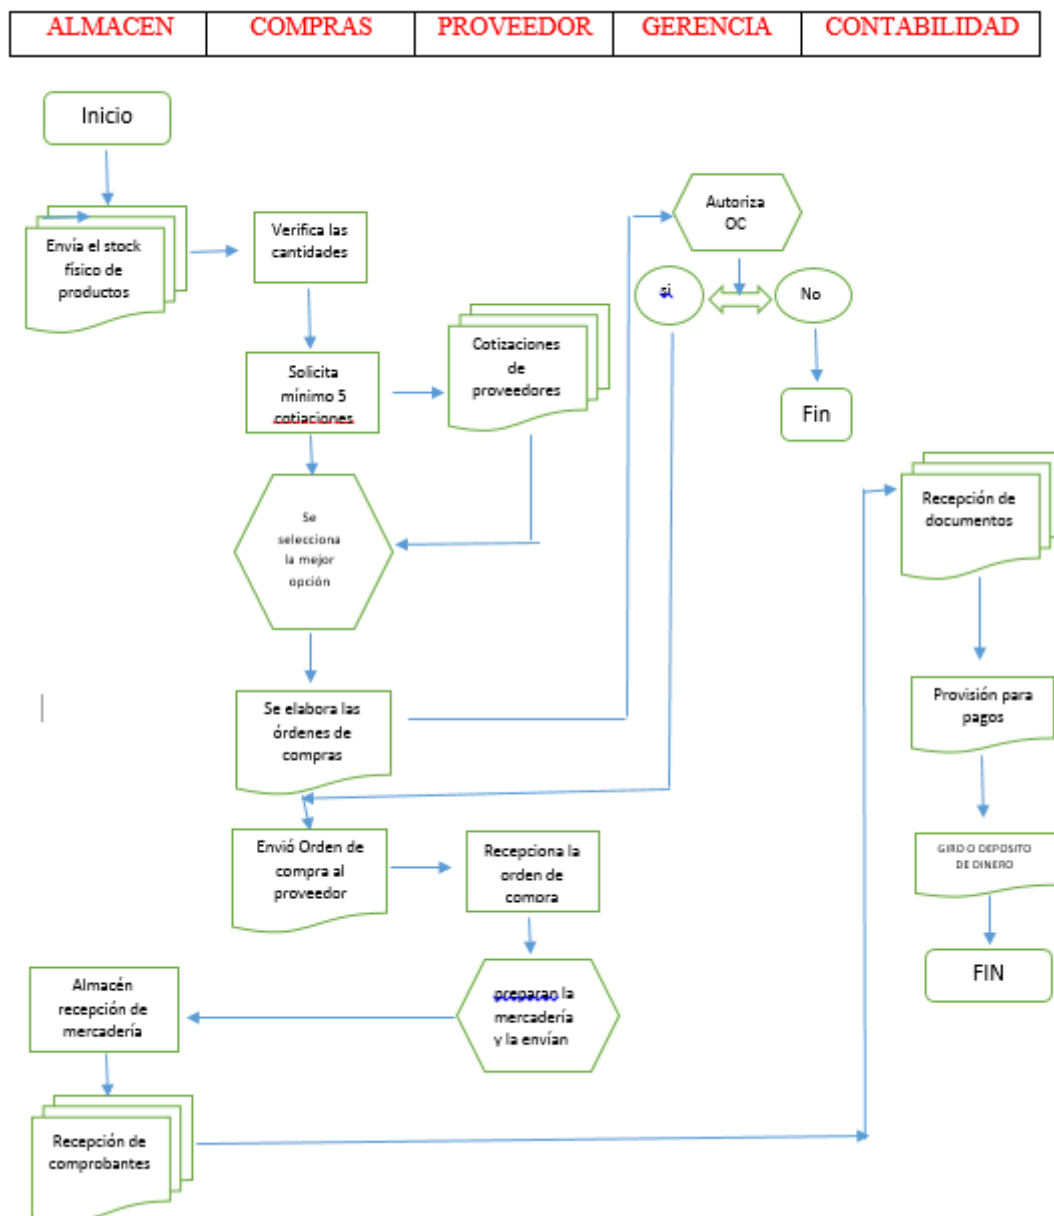 ALMACEN COMPRAS PROVEEDOR GERENCIA CONTABILIDAD
Inicio
Envía el stock
físico de
productos
Verifica las
cantidades
Solicita
mínimo 5
cotiaciones
Cotizaciones
de
proveedores
Se
selecciona
la mejor
opción
Se elabora las
órdenes de
compras
Autoriza
OC
si
No
Fin
Envió Orden de
compra al
proveedor
Recepciona la
orden de
comora
preparan la
mercadería
y la envían
Almacén
recepción de
mercadería
Recepción de
comprobantes
Recepción de
documentos
Provisión para
pagos
GIRO O DEPOSITO
DE DINERO
FIN